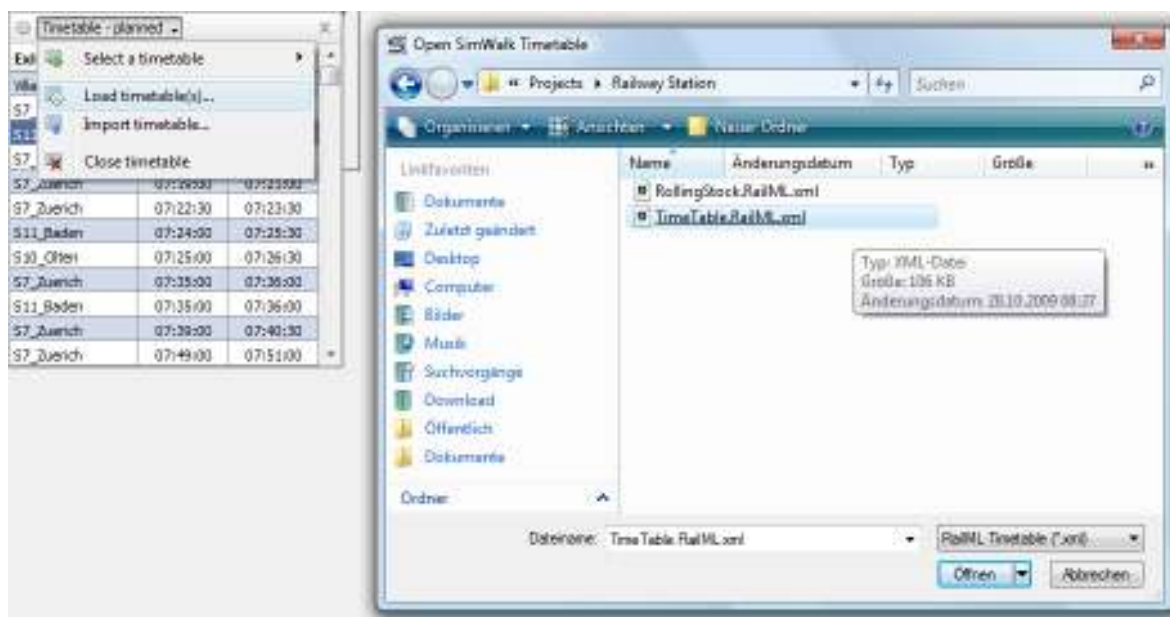 Timetable - planned
Select a timetable
Load timetable(s)...
Import timetable...
Close timetable
S7
S7_Zuerich 07:22:30 07:23:30
S11_Baden 07:24:00 07:25:30
S10_Olten 07:25:00 07:26:30
S7_Zuerich 07:35:00 07:36:00
S11_Baden 07:35:00 07:36:00
S7_Zuerich 07:39:00 07:40:30
S7_Zuerich 07:49:00 07:51:00
Open SimWalk Timetable
« Projects Railway Station
Suchen
Organisieren Ansichten Neuer Ordner
Linkfavoriten
Dokumente
Zuletzt geändert
Desktop
Computer
Bilder
Musik
Suchvorgänge
Download
Öffentlich
Dokumente
Ordner
Name Änderungsdatum Typ Größe »
RollingStock.RailML.xml
TimeTable.RailML.xml
Typ: XML-Datei
Größe: 106 KB
Änderungsdatum: 28.10.2009 08:37
Dateiname: TimeTable.RailML.xml
RailML Timetable (*.xml)
Öffnen Abbrechen